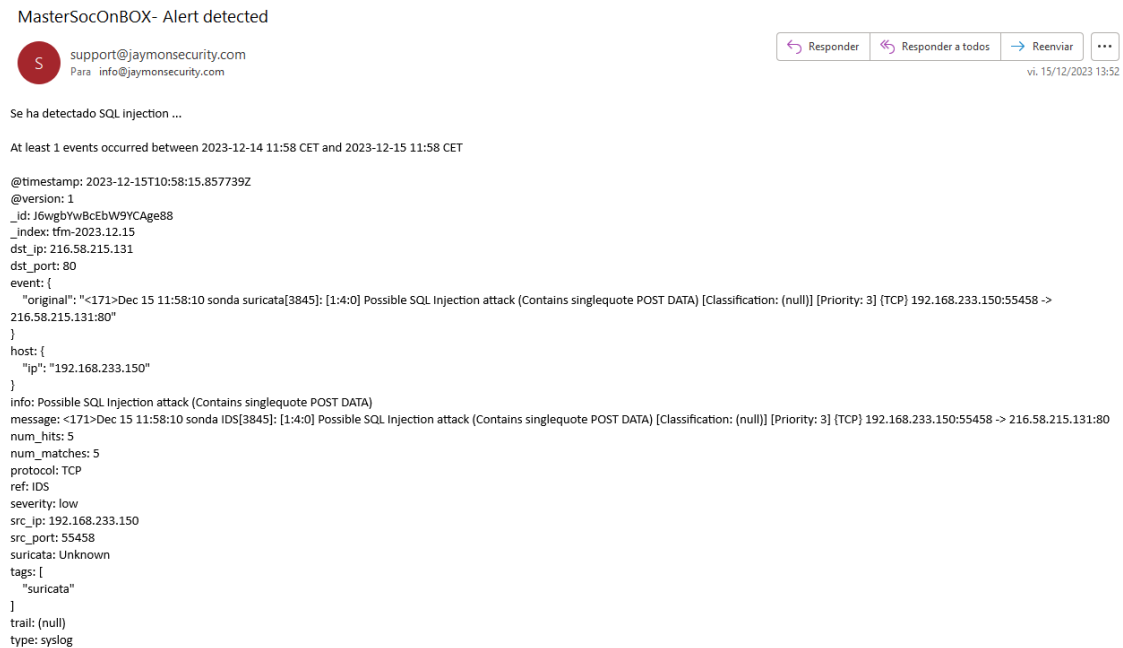 MasterSocOnBOX- Alert detected
S
support@jaymonsecurity.com
Para info@jaymonsecurity.com
Responder
Responder a todos
Reenviar
vi. 15/12/2023 13:52
Se ha detectado SQL injection ...
At least 1 events occurred between 2023-12-14 11:58 CET and 2023-12-15 11:58 CET
@timestamp: 2023-12-15T10:58:15.857739Z
@version: 1
_id: J6wgbYwBcEbW9YCAge88
_index: tfm-2023.12.15
dst_ip: 216.58.215.131
dst_port: 80
event: {
"original": "<171>Dec 15 11:58:10 sonda suricata[3845]: [1:4:0] Possible SQL Injection attack (Contains singlequote POST DATA) [Classification: (null)] [Priority: 3] {TCP} 192.168.233.150:55458 ->
216.58.215.131:80"
}
host: {
"ip": "192.168.233.150"
}
info: Possible SQL Injection attack (Contains singlequote POST DATA)
message: <171>Dec 15 11:58:10 sonda IDS[3845]: [1:4:0] Possible SQL Injection attack (Contains singlequote POST DATA) [Classification: (null)] [Priority: 3] {TCP} 192.168.233.150:55458 -> 216.58.215.131:80
num_hits: 5
num_matches: 5
protocol: TCP
ref: IDS
severity: low
src_ip: 192.168.233.150
src_port: 55458
suricata: Unknown
tags: [
"suricata"
]
trail: (null)
type: syslog